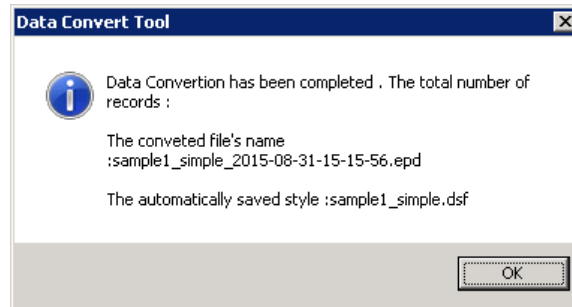 Data Convert Tool
Data Convertion has been completed . The total number of
records :
The conveted file's name
:sample1_simple_2015-08-31-15-15-56.epd
The automatically saved style :sample1_simple.dsf
OK